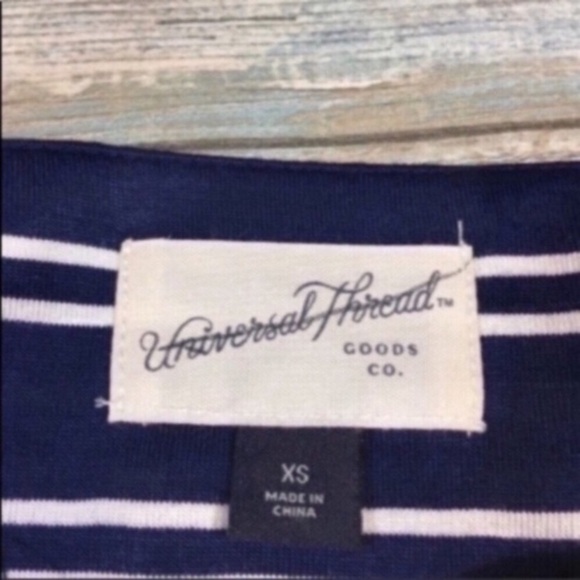 Universal Thread™
GOODS
CO.
XS
MADE IN
CHINA